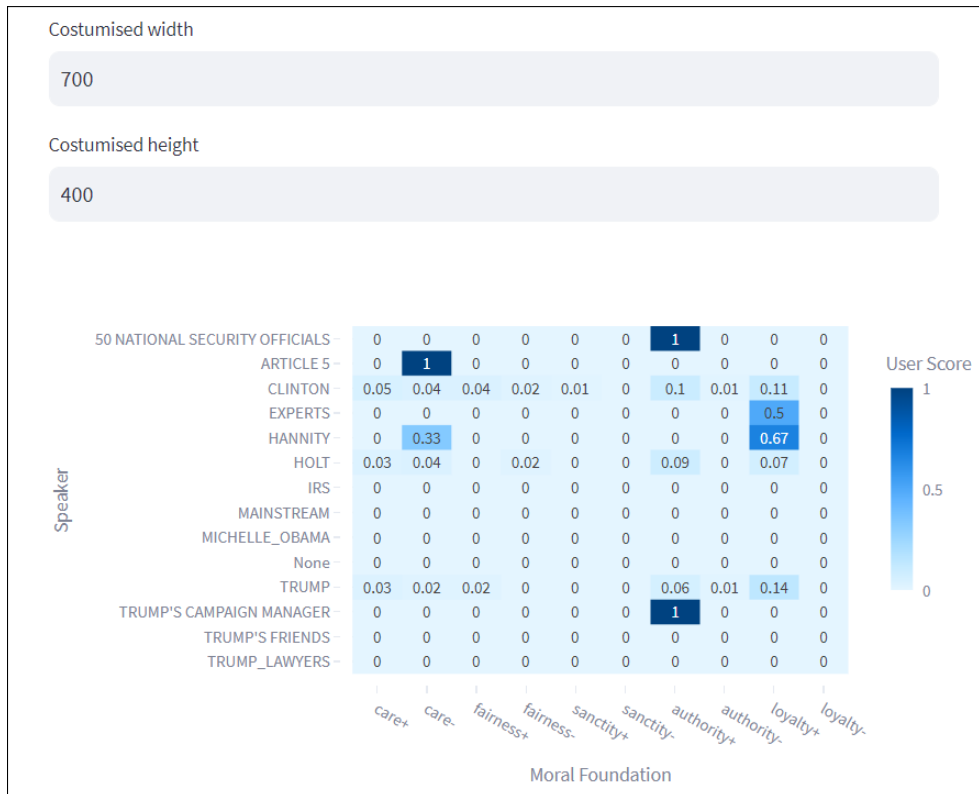 Costumised width
700
Costumised height
400
50 NATIONAL SECURITY OFFICIALS 0 0 0 0 0 0 1 0 0 0
ARTICLE 5 0 1 0 0 0 0 0 0 0 0
CLINTON 0.05 0.04 0.04 0.02 0.01 0 0.1 0.01 0.11 0
EXPERTS 0 0 0 0 0 0 0 0 0.5 0
HANNITY 0 0.33 0 0 0 0 0 0 0.67 0
HOLT 0.03 0.04 0 0.02 0 0 0.09 0 0.07 0
IRS 0 0 0 0 0 0 0 0 0 0
MAINSTREAM 0 0 0 0 0 0 0 0 0 0
MICHELLE_OBAMA 0 0 0 0 0 0 0 0 0 0
None 0 0 0 0 0 0 0 0 0 0
TRUMP 0.03 0.02 0.02 0 0 0 0.06 0.01 0.14 0
TRUMP'S CAMPAIGN MANAGER 0 0 0 0 0 0 1 0 0 0
TRUMP'S FRIENDS 0 0 0 0 0 0 0 0 0 0
TRUMP_LAWYERS 0 0 0 0 0 0 0 0 0 0
Speaker
care+ care- fairness+ fairness- sanctity+ sanctity- authority+ authority- loyalty+ loyalty-
Moral Foundation
User Score
1
0.5
0